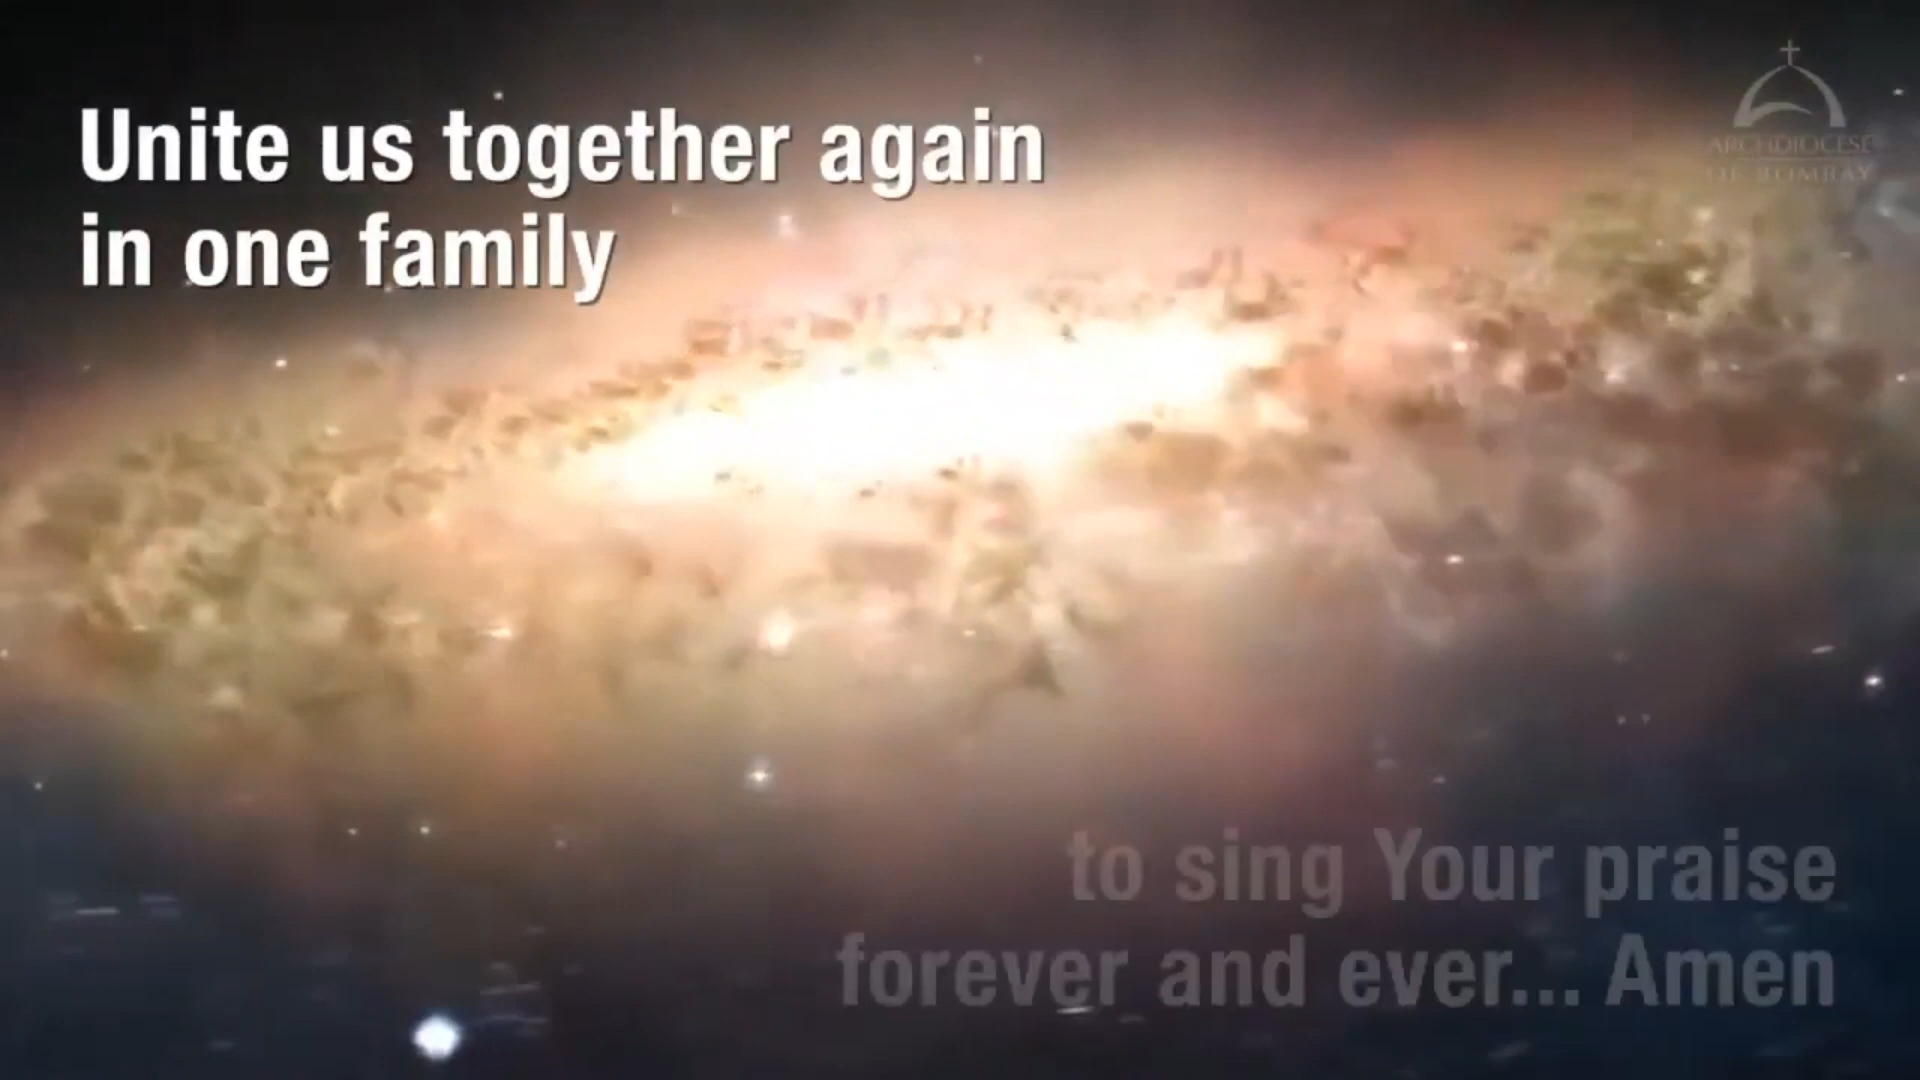 ARCHDIOCESE
OF BOMBAY
Unite us together again
in one family
to sing Your praise
forever and ever... Amen